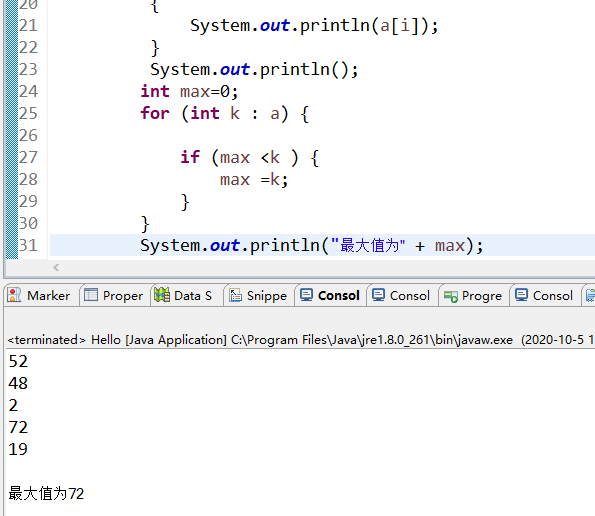 20 {
21 System.out.println(a[i]);
22 }
23 System.out.println();
24 int max=0;
25 for (int k : a) {
26
27 if (max <k ) {
28 max =k;
29 }
30 }
31 System.out.println("最大值为" + max);
Marker Proper Data S Snippe Consol Consol Progre Consol
<terminated> Hello [Java Application] C:\Program Files\Java\jre1.8.0_261\bin\javaw.exe (2020-10-5 1
52
48
2
72
19
最大值为72